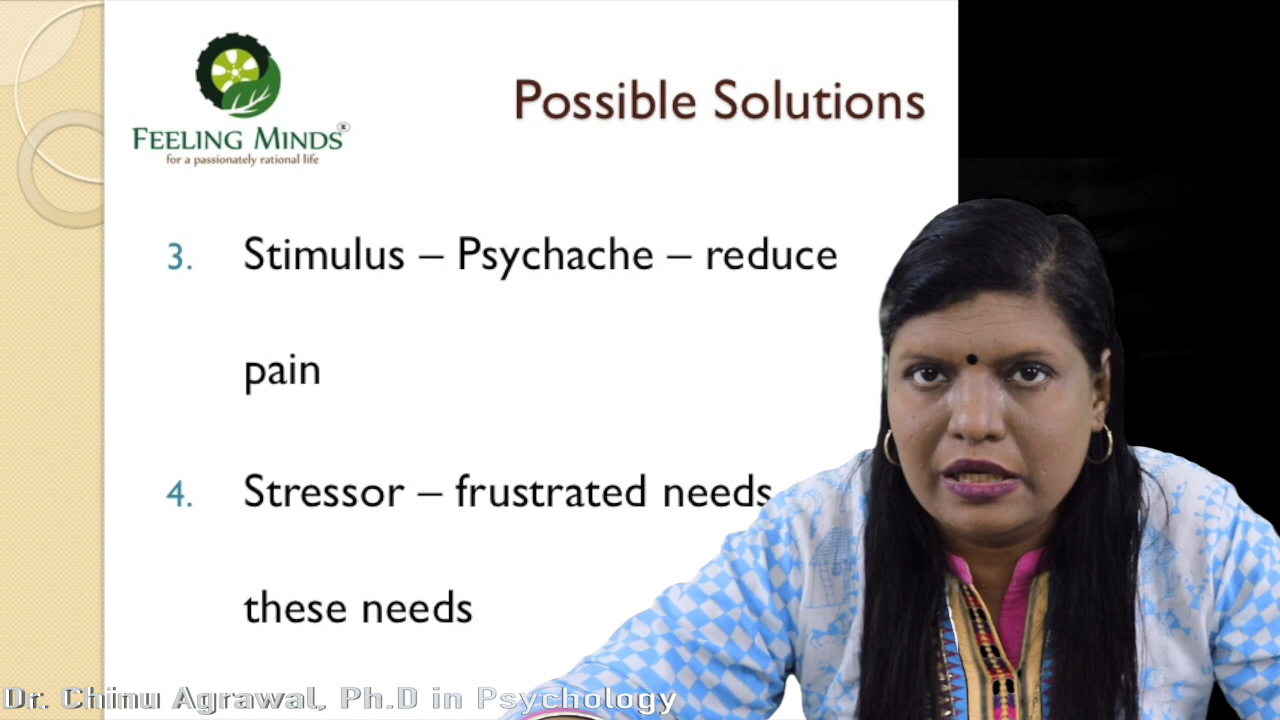 FEELING MINDS®
for a passionately rational life
Possible Solutions
3. Stimulus – Psychache – reduce
pain
4. Stressor – frustrated needs
these needs
Dr. Chinu Agrawal, Ph.D in Psychology